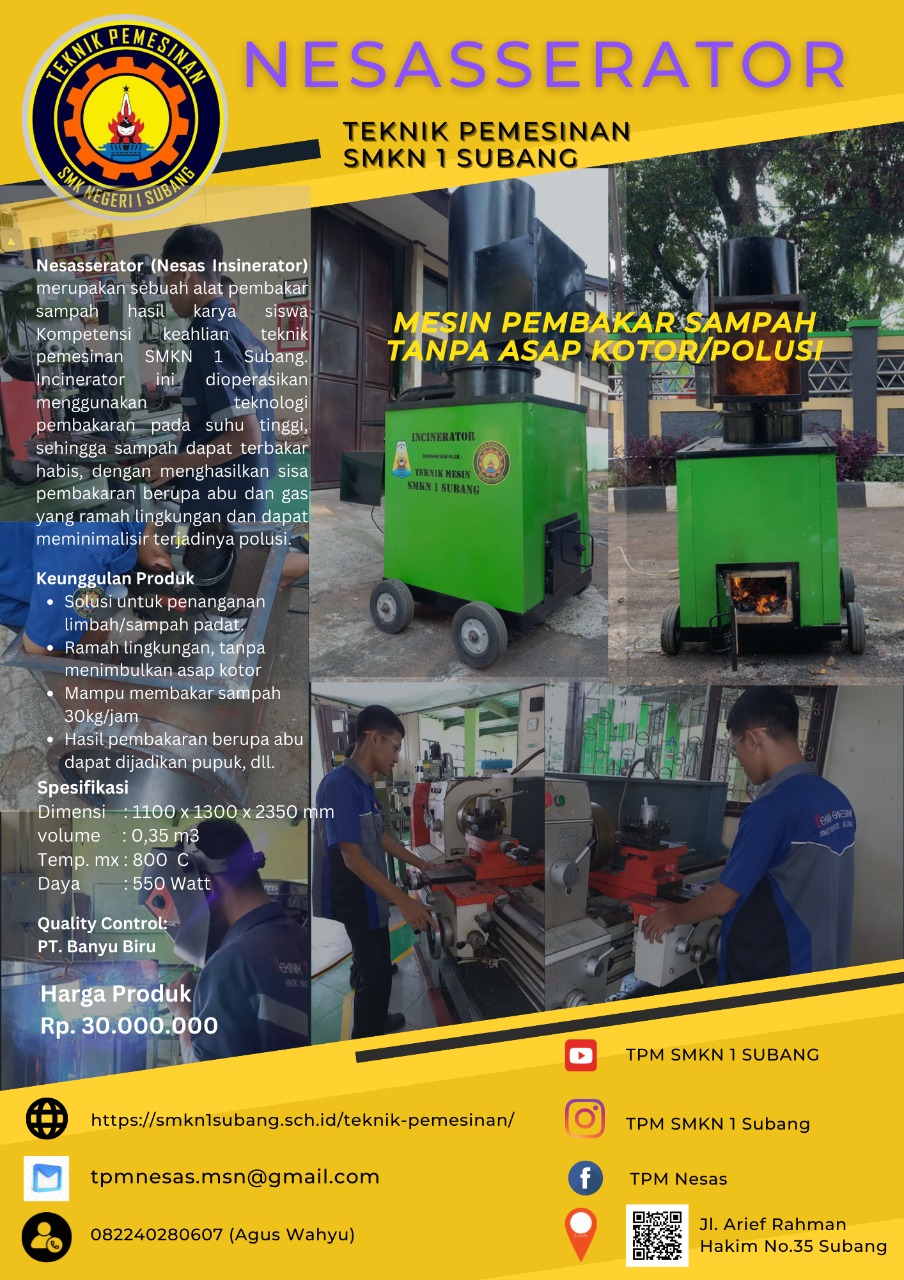 TEKNIK PEMESINAN
SMK NEGERI 1 SUBANG
NESASSERATOR
TEKNIK PEMESINAN
SMKN 1 SUBANG
Nesasserator (Nesas Insinerator)
merupakan sebuah alat pembakar
sampah hasil karya siswa
Kompetensi keahlian teknik
pemesinan SMKN 1 Subang.
Incinerator ini dioperasikan
menggunakan teknologi
pembakaran pada suhu tinggi,
sehingga sampah dapat terbakar
habis, dengan menghasilkan sisa
pembakaran berupa abu dan gas
yang ramah lingkungan dan dapat
meminimalisir terjadinya polusi.
Keunggulan Produk
• Solusi untuk penanganan
limbah/sampah padat.
• Ramah lingkungan, tanpa
menimbulkan asap kotor
• Mampu membakar sampah
30kg/jam
• Hasil pembakaran berupa abu
dapat dijadikan pupuk, dll.
Spesifikasi
Dimensi : 1100 x 1300 x 2350 mm
volume : 0,35 m3
Temp. mx : 800 C
Daya : 550 Watt
Quality Control:
PT. Banyu Biru
Harga Produk
Rp. 30.000.000
MESIN PEMBAKAR SAMPAH
TANPA ASAP KOTOR/POLUSI
INCINERATOR
TEKNIK MESIN
SMKN 1 SUBANG
https://smkn1subang.sch.id/teknik-pemesinan/
tpmnesas.msn@gmail.com
082240280607 (Agus Wahyu)
TPM SMKN 1 SUBANG
TPM SMKN 1 Subang
TPM Nesas
Jl. Arief Rahman
Hakim No.35 Subang